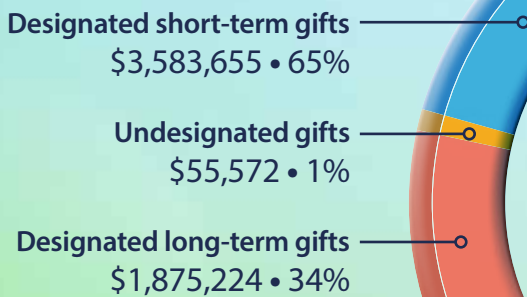 Designated short-term gifts
$3,583,655 • 65%
Undesignated gifts
$55,572 • 1%
Designated long-term gifts
$1,875,224 • 34%